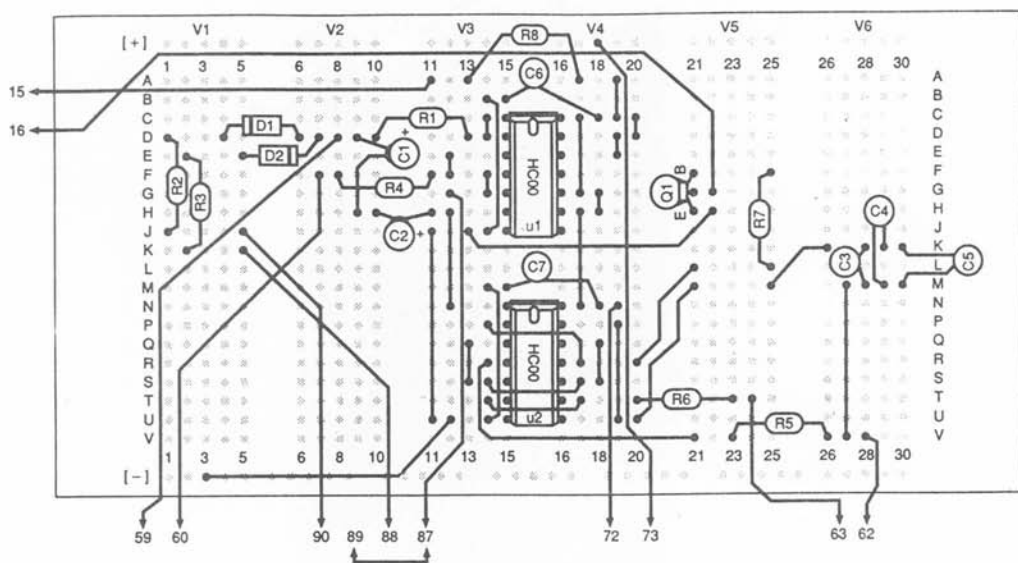 V1 V2 V3 V4 V5 V6
[+]
R8
1 3 5 6 8 10 11 13 15 16 18 20 21 23 25 26 28 30
A A
15
C6
B B
16
C C
R1 +
D D1 D
C1
HC00
E D2 Q1 B E
F F
R2 R3 R4
G G
R7
H E C4 H
u1
J C2 + J
K K
C7 C3 C5
L L
M M
N N
P P
HC00
Q Q
R R
S S
T R6 T
u2
U R5 U
V V
1 3 5 6 8 10 11 13 15 16 18 20 21 23 25 26 28 30
[-]
59 60 90 89 88 87 72 73 63 62